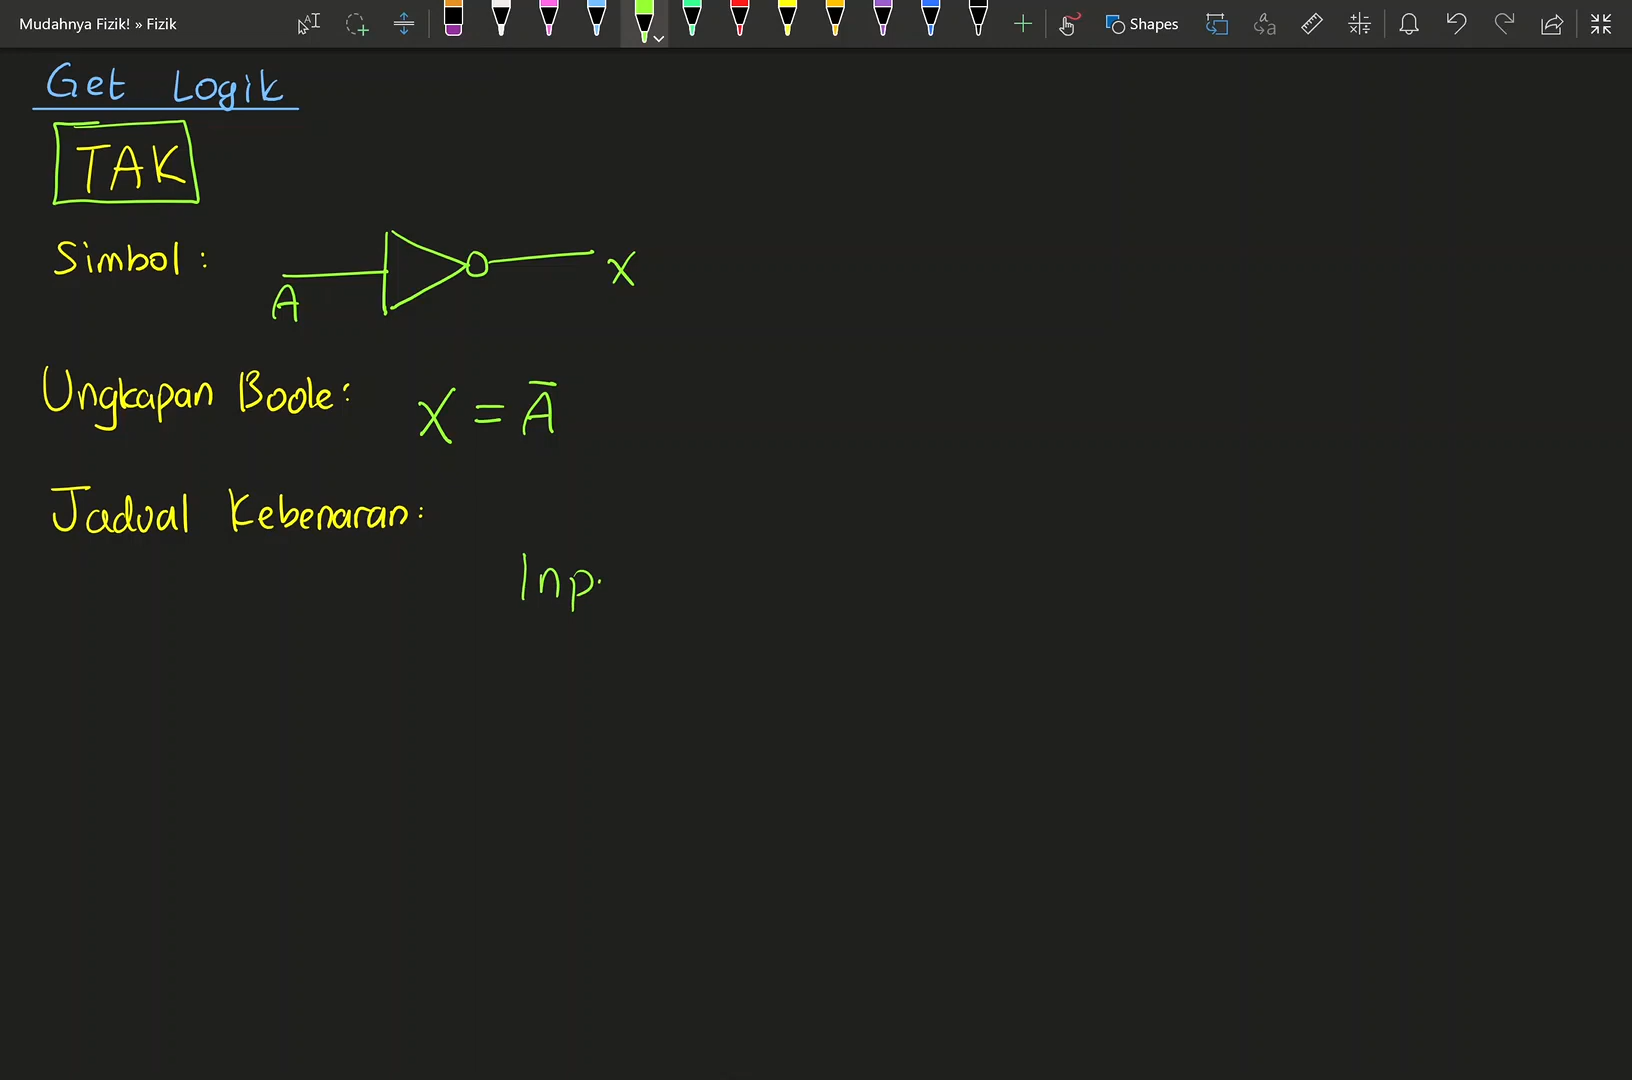 Mudahnya Fizik! » Fizik
Shapes
Get Logik
TAK
Simbol:
A
X
Ungkapan Boole:
X = Ā
Jadual Kebenaran:
Inp